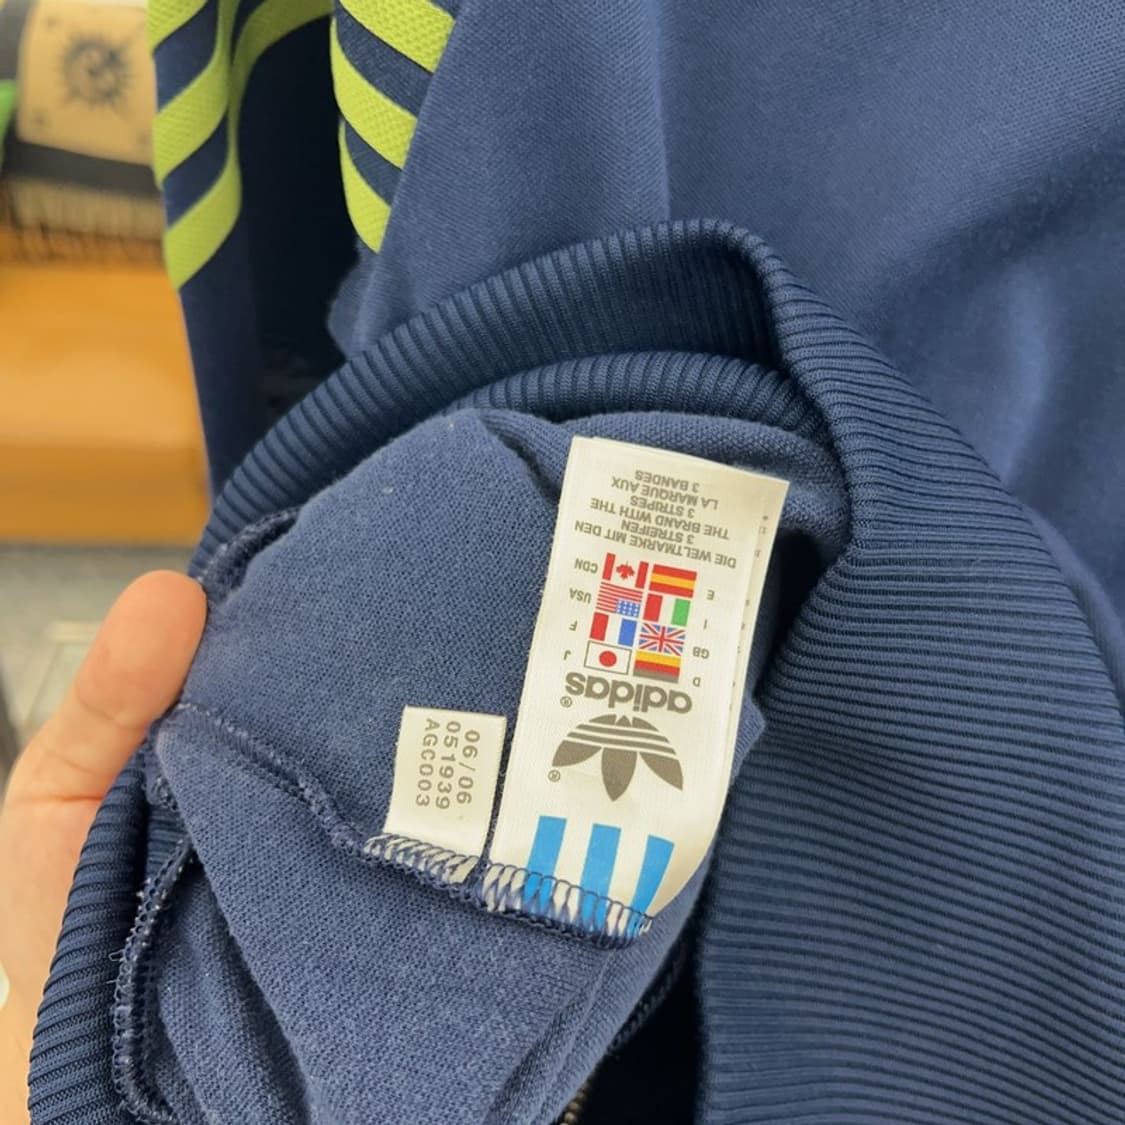 adidas
®
®
D
J
GB
F
I
USA
E
CDN
DIE WELTMARKE MIT DEN
3 STREIFEN
THE BRAND WITH THE
3 STRIPES
LA MARQUE AUX
3 BANDES
06/06
051939
AGC003